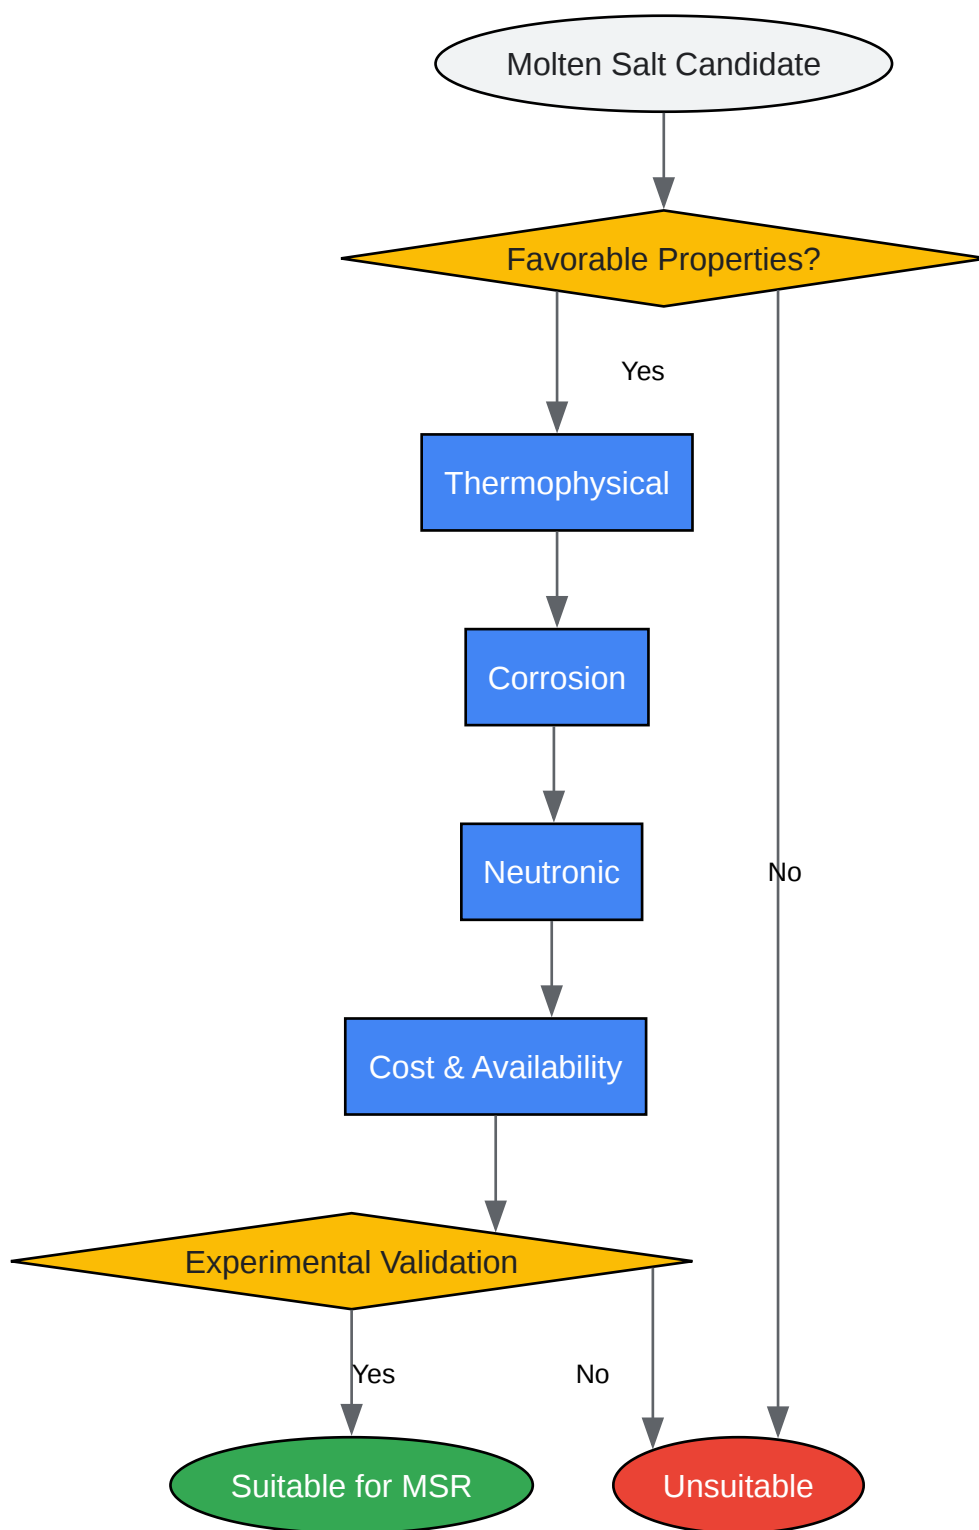 Molten Salt Candidate
Favorable Properties?
Yes
Thermophysical
Corrosion
Neutronic
No
Cost & Availability
Experimental Validation
Yes
No
Suitable for MSR
Unsuitable